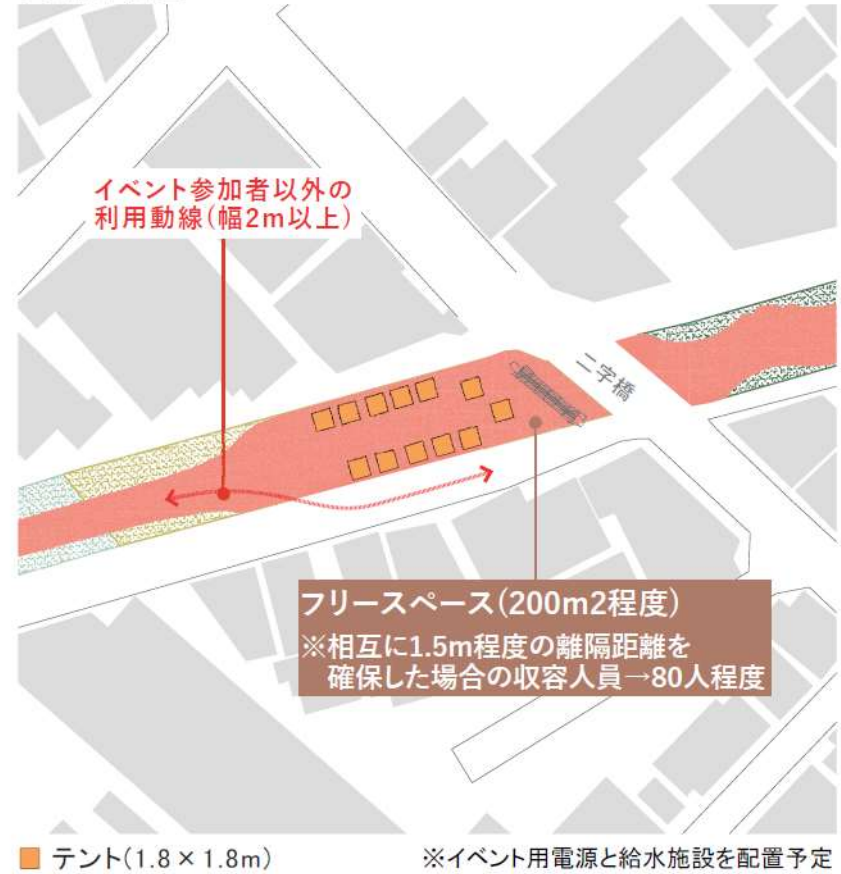 イベント参加者以外の
利用動線(幅2m以上)
二字橋
フリースペース(200m2程度)
※相互に1.5m程度の離隔距離を
確保した場合の収容人員→80人程度
テント(1.8×1.8m)
※イベント用電源と給水施設を配置予定